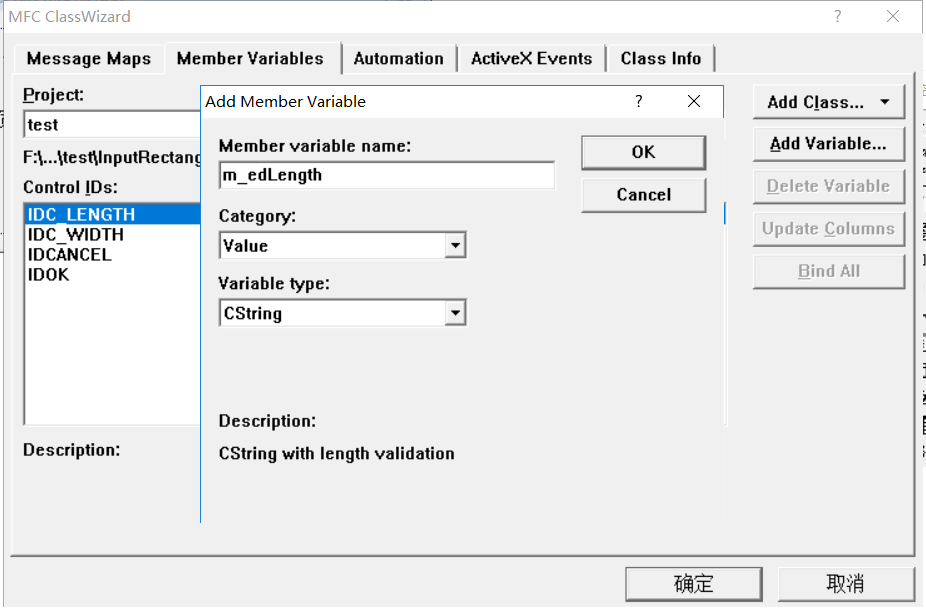 MFC ClassWizard
Message Maps
Member Variables
Automation
ActiveX Events
Class Info
Project:
test
F:\...\test\InputRectang
Control IDs:
IDC_LENGTH
IDC_WIDTH
IDCANCEL
IDOK
Description:
Add Member Variable
Member variable name:
m_edLength
Category:
Value
Variable type:
CString
Description:
CString with length validation
OK
Cancel
Add Class...
Add Variable...
Delete Variable
Update Columns
Bind All
确定
取消